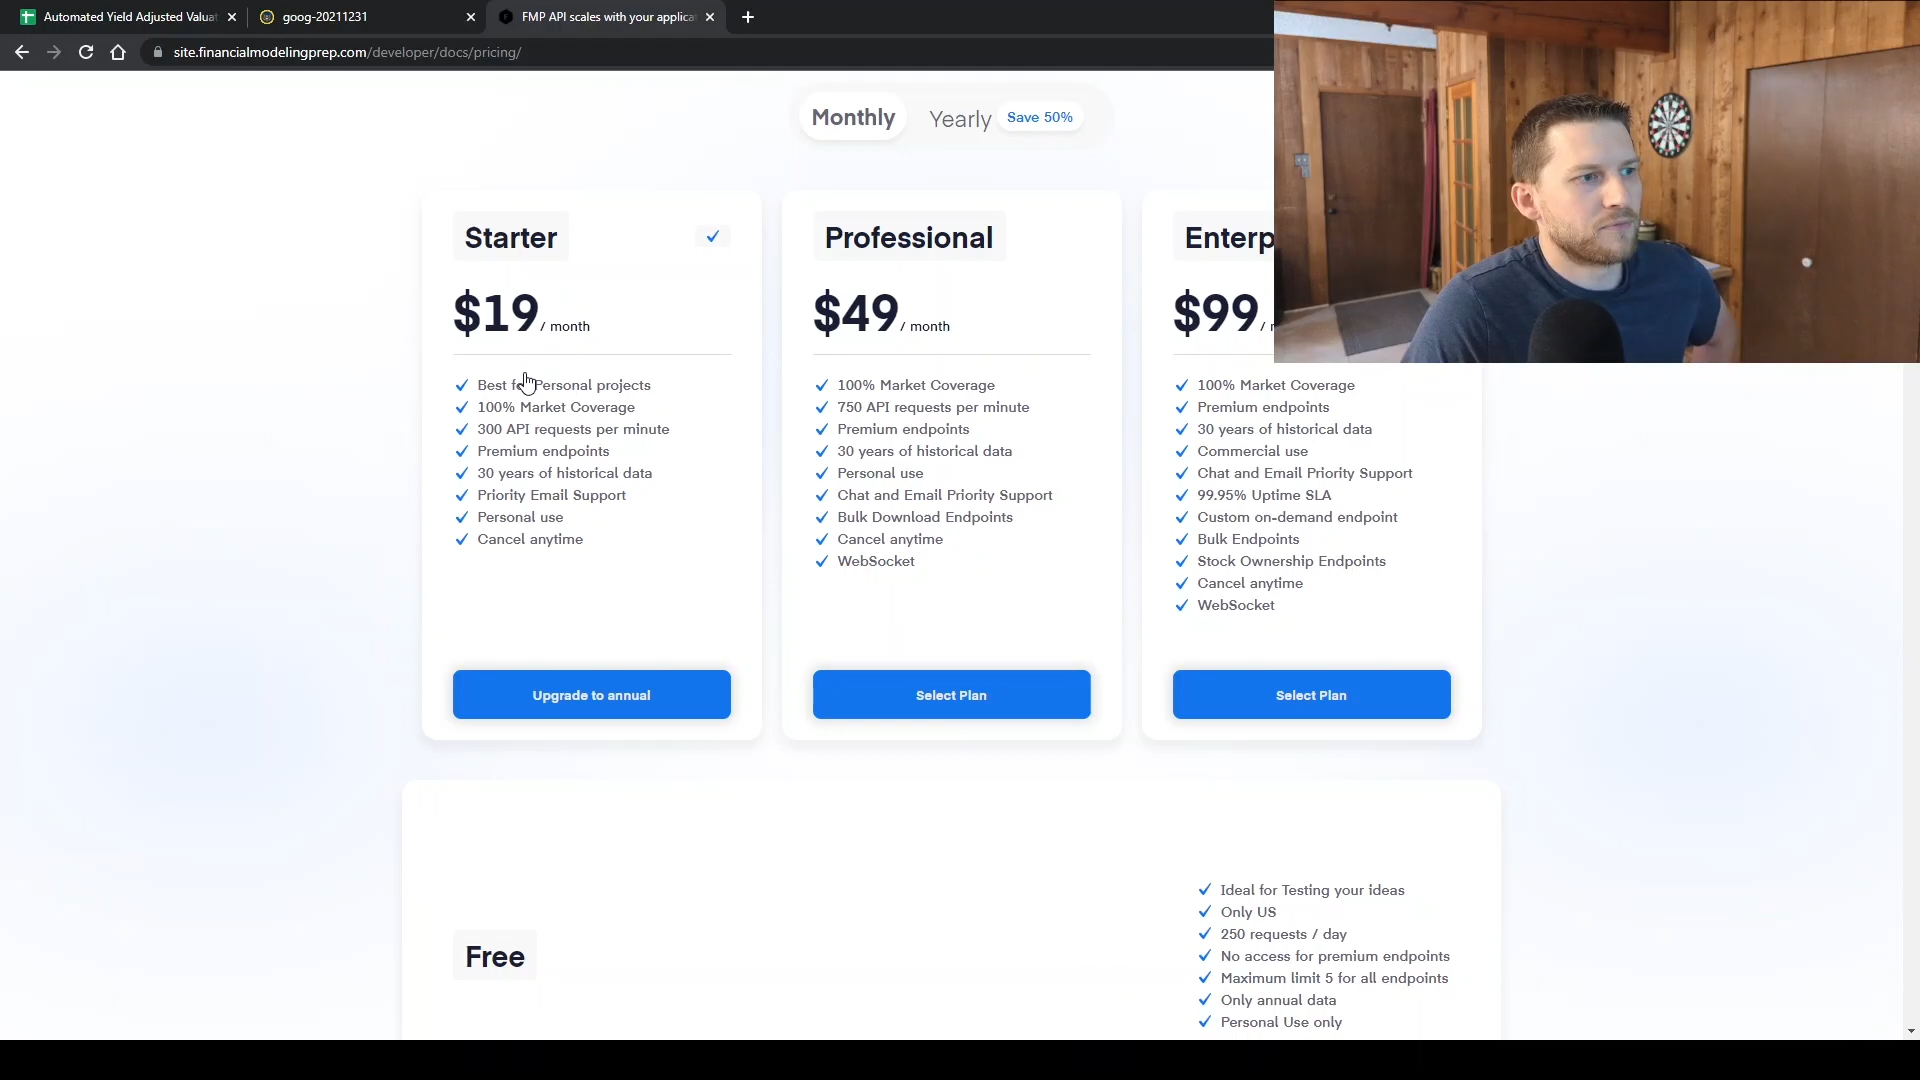 Automated Yield Adjusted Valuat
goog-20211231
FMP API scales with your applica
site.financialmodelingprep.com/developer/docs/pricing/
Monthly
Yearly
Save 50%
Starter
$19 / month
Best for Personal projects
100% Market Coverage
300 API requests per minute
Premium endpoints
30 years of historical data
Priority Email Support
Personal use
Cancel anytime
Upgrade to annual
Professional
$49 / month
100% Market Coverage
750 API requests per minute
Premium endpoints
30 years of historical data
Personal use
Chat and Email Priority Support
Bulk Download Endpoints
Cancel anytime
WebSocket
Select Plan
Enterp
$99 /
100% Market Coverage
Premium endpoints
30 years of historical data
Commercial use
Chat and Email Priority Support
99.95% Uptime SLA
Custom on-demand endpoint
Bulk Endpoints
Stock Ownership Endpoints
Cancel anytime
WebSocket
Select Plan
Free
Ideal for Testing your ideas
Only US
250 requests / day
No access for premium endpoints
Maximum limit 5 for all endpoints
Only annual data
Personal Use only